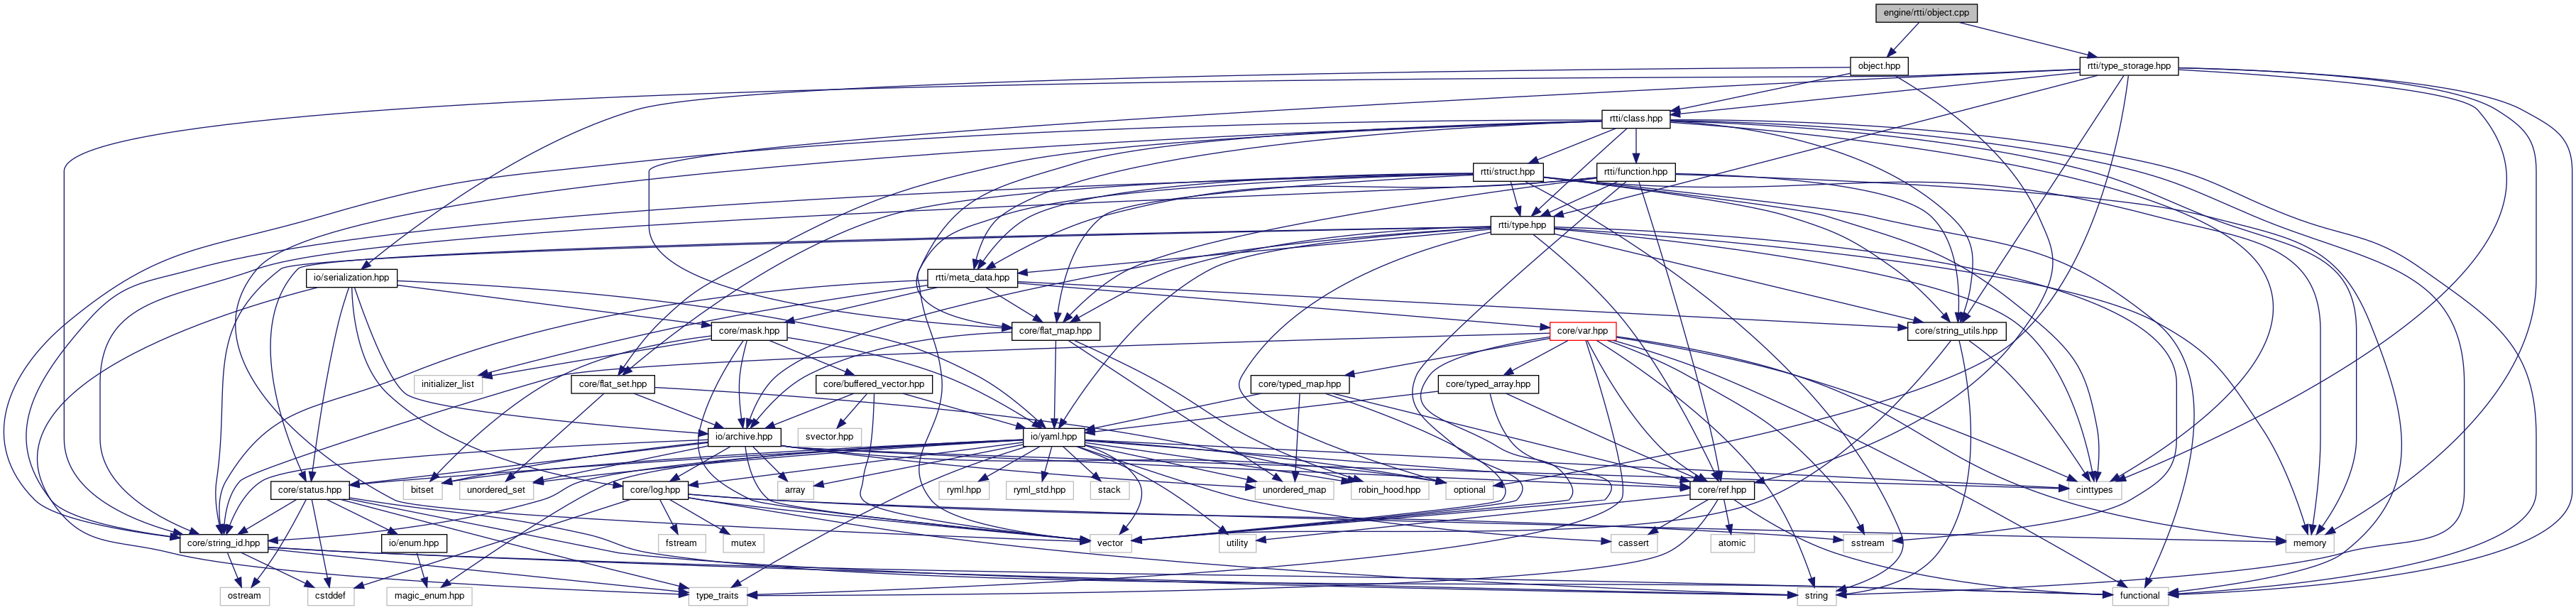 engine/rtti/object.cpp
object.hpp
rtti/type_storage.hpp
rtti/class.hpp
rtti/struct.hpp
rtti/function.hpp
rtti/type.hpp
io/serialization.hpp
rtti/meta_data.hpp
core/mask.hpp
core/flat_map.hpp
core/var.hpp
core/string_utils.hpp
initializer_list
core/flat_set.hpp
core/buffered_vector.hpp
core/typed_map.hpp
core/typed_array.hpp
svector.hpp
io/archive.hpp
io/yaml.hpp
bitset
unordered_set
core/status.hpp
core/log.hpp
array
ryml.hpp
ryml_std.hpp
stack
unordered_map
robin_hood.hpp
optional
core/ref.hpp
cinttypes
core/string_id.hpp
io/enum.hpp
fstream
mutex
vector
utility
cassert
atomic
sstream
memory
ostream
cstddef
magic_enum.hpp
type_traits
string
functional